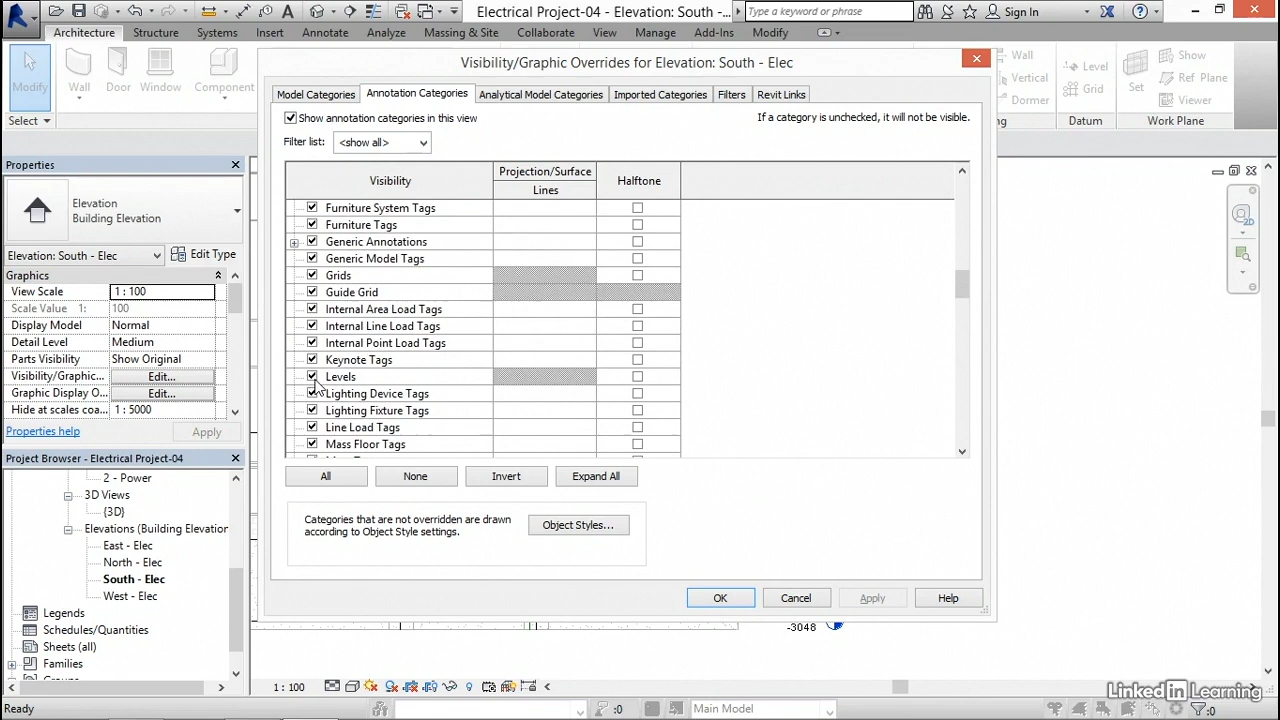 Electrical Project-04 - Elevation: South -...
Type a keyword or phrase
Sign In
Architecture
Structure
Systems
Insert
Annotate
Analyze
Massing & Site
Collaborate
View
Manage
Add-Ins
Modify
Modify
Wall
Door
Window
Component
Select
Wall
Vertical
Dormer
Level
Grid
Datum
Set
Show
Ref Plane
Viewer
Work Plane
Visibility/Graphic Overrides for Elevation: South - Elec
Model Categories
Annotation Categories
Analytical Model Categories
Imported Categories
Filters
Revit Links
Show annotation categories in this view
If a category is unchecked, it will not be visible.
Filter list:
<show all>
Visibility
Projection/Surface
Lines
Halftone
Furniture System Tags
Furniture Tags
Generic Annotations
Generic Model Tags
Grids
Guide Grid
Internal Area Load Tags
Internal Line Load Tags
Internal Point Load Tags
Keynote Tags
Levels
Lighting Device Tags
Lighting Fixture Tags
Line Load Tags
Mass Floor Tags
All
None
Invert
Expand All
Categories that are not overridden are drawn
according to Object Style settings.
Object Styles...
OK
Cancel
Apply
Help
Properties
Elevation
Building Elevation
Elevation: South - Elec
Edit Type
Graphics
View Scale
1 : 100
Scale Value 1:
100
Display Model
Normal
Detail Level
Medium
Parts Visibility
Show Original
Visibility/Graphic...
Edit...
Graphic Display O...
Edit...
Hide at scales coa...
1 : 5000
Properties help
Apply
Project Browser - Electrical Project-04
2 - Power
3D Views
{3D}
Elevations (Building Elevation
East - Elec
North - Elec
South - Elec
West - Elec
Legends
Schedules/Quantities
Sheets (all)
Families
-3048
1 : 100
Ready
:0
Main Model
:0
Linked in Learning